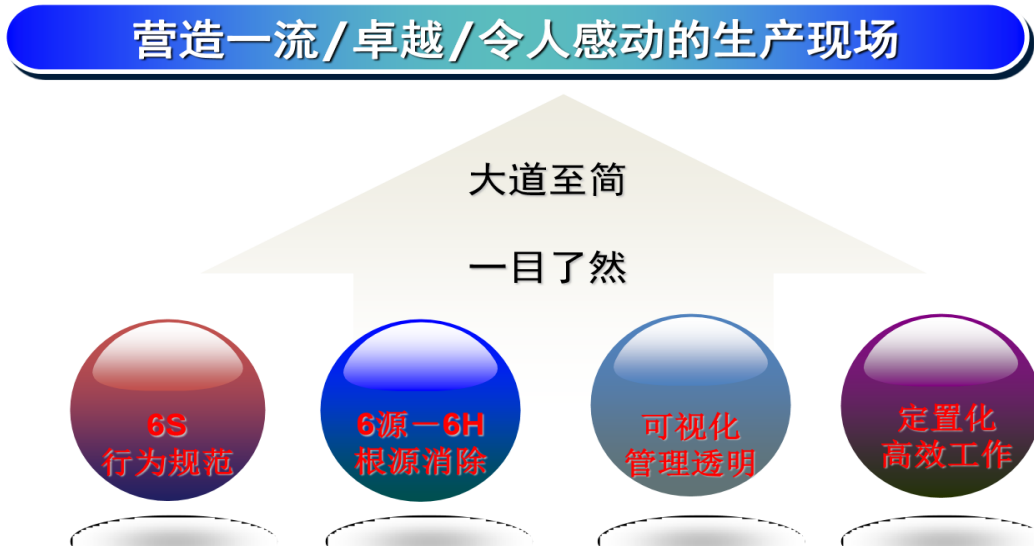 营造一流/卓越/令人感动的生产现场
大道至简
一目了然
6S
行为规范
6源－6H
根源消除
可视化
管理透明
定置化
高效工作